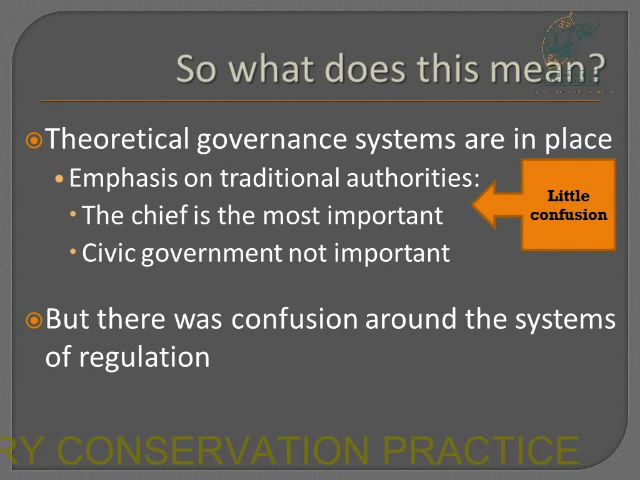 So what does this mean?
Theoretical governance systems are in place
Emphasis on traditional authorities:
The chief is the most important
Civic government not important
Little
confusion
But there was confusion around the systems
of regulation
RY CONSERVATION PRACTICE